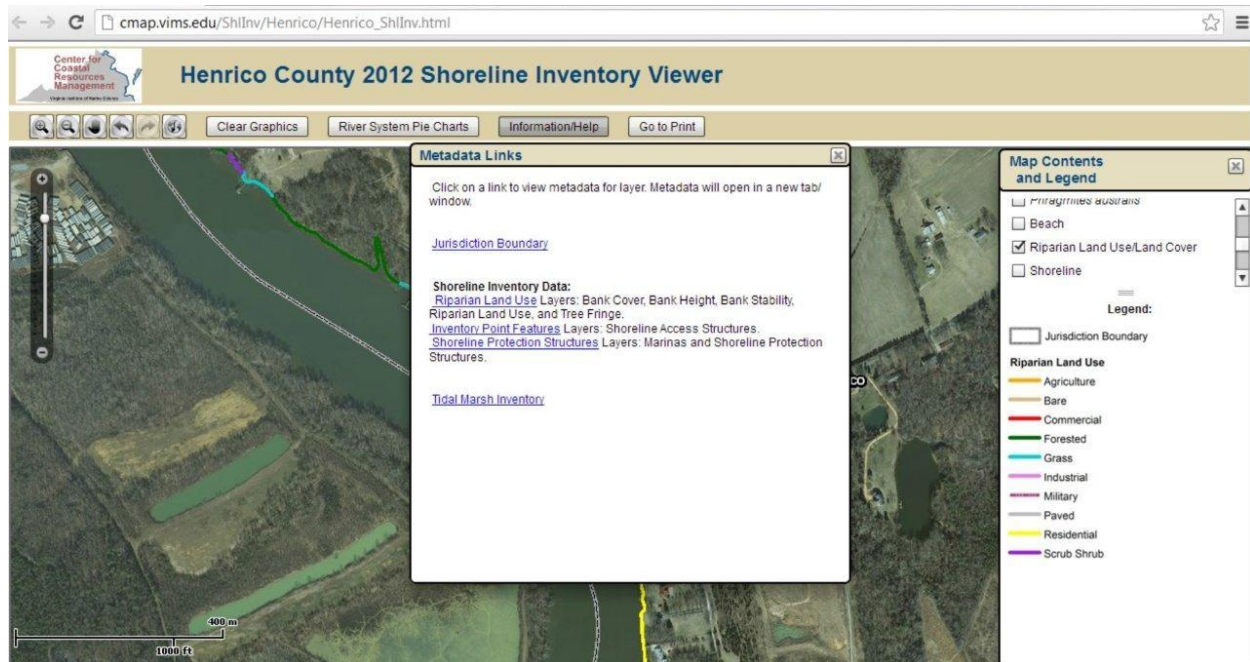 cmap.vims.edu/ShlInv/Henrico/Henrico_ShlInv.html
Center for
Coastal
Resources
Management
Virginia Institute of Marine Science
Henrico County 2012 Shoreline Inventory Viewer
Clear Graphics
River System Pie Charts
Information/Help
Go to Print
Metadata Links
Click on a link to view metadata for layer. Metadata will open in a new tab/
window.
Jurisdiction Boundary
Shoreline Inventory Data:
Riparian Land Use Layers: Bank Cover, Bank Height, Bank Stability,
Riparian Land Use, and Tree Fringe.
Inventory Point Features Layers: Shoreline Access Structures.
Shoreline Protection Structures Layers: Marinas and Shoreline Protection
Structures.
Tidal Marsh Inventory
Map Contents
and Legend
Phragmites australis
Beach
Riparian Land Use/Land Cover
Shoreline
Legend:
Jurisdiction Boundary
Riparian Land Use
Agriculture
Bare
Commercial
Forested
Grass
Industrial
Military
Paved
Residential
Scrub Shrub
CO
400 m
1000 ft